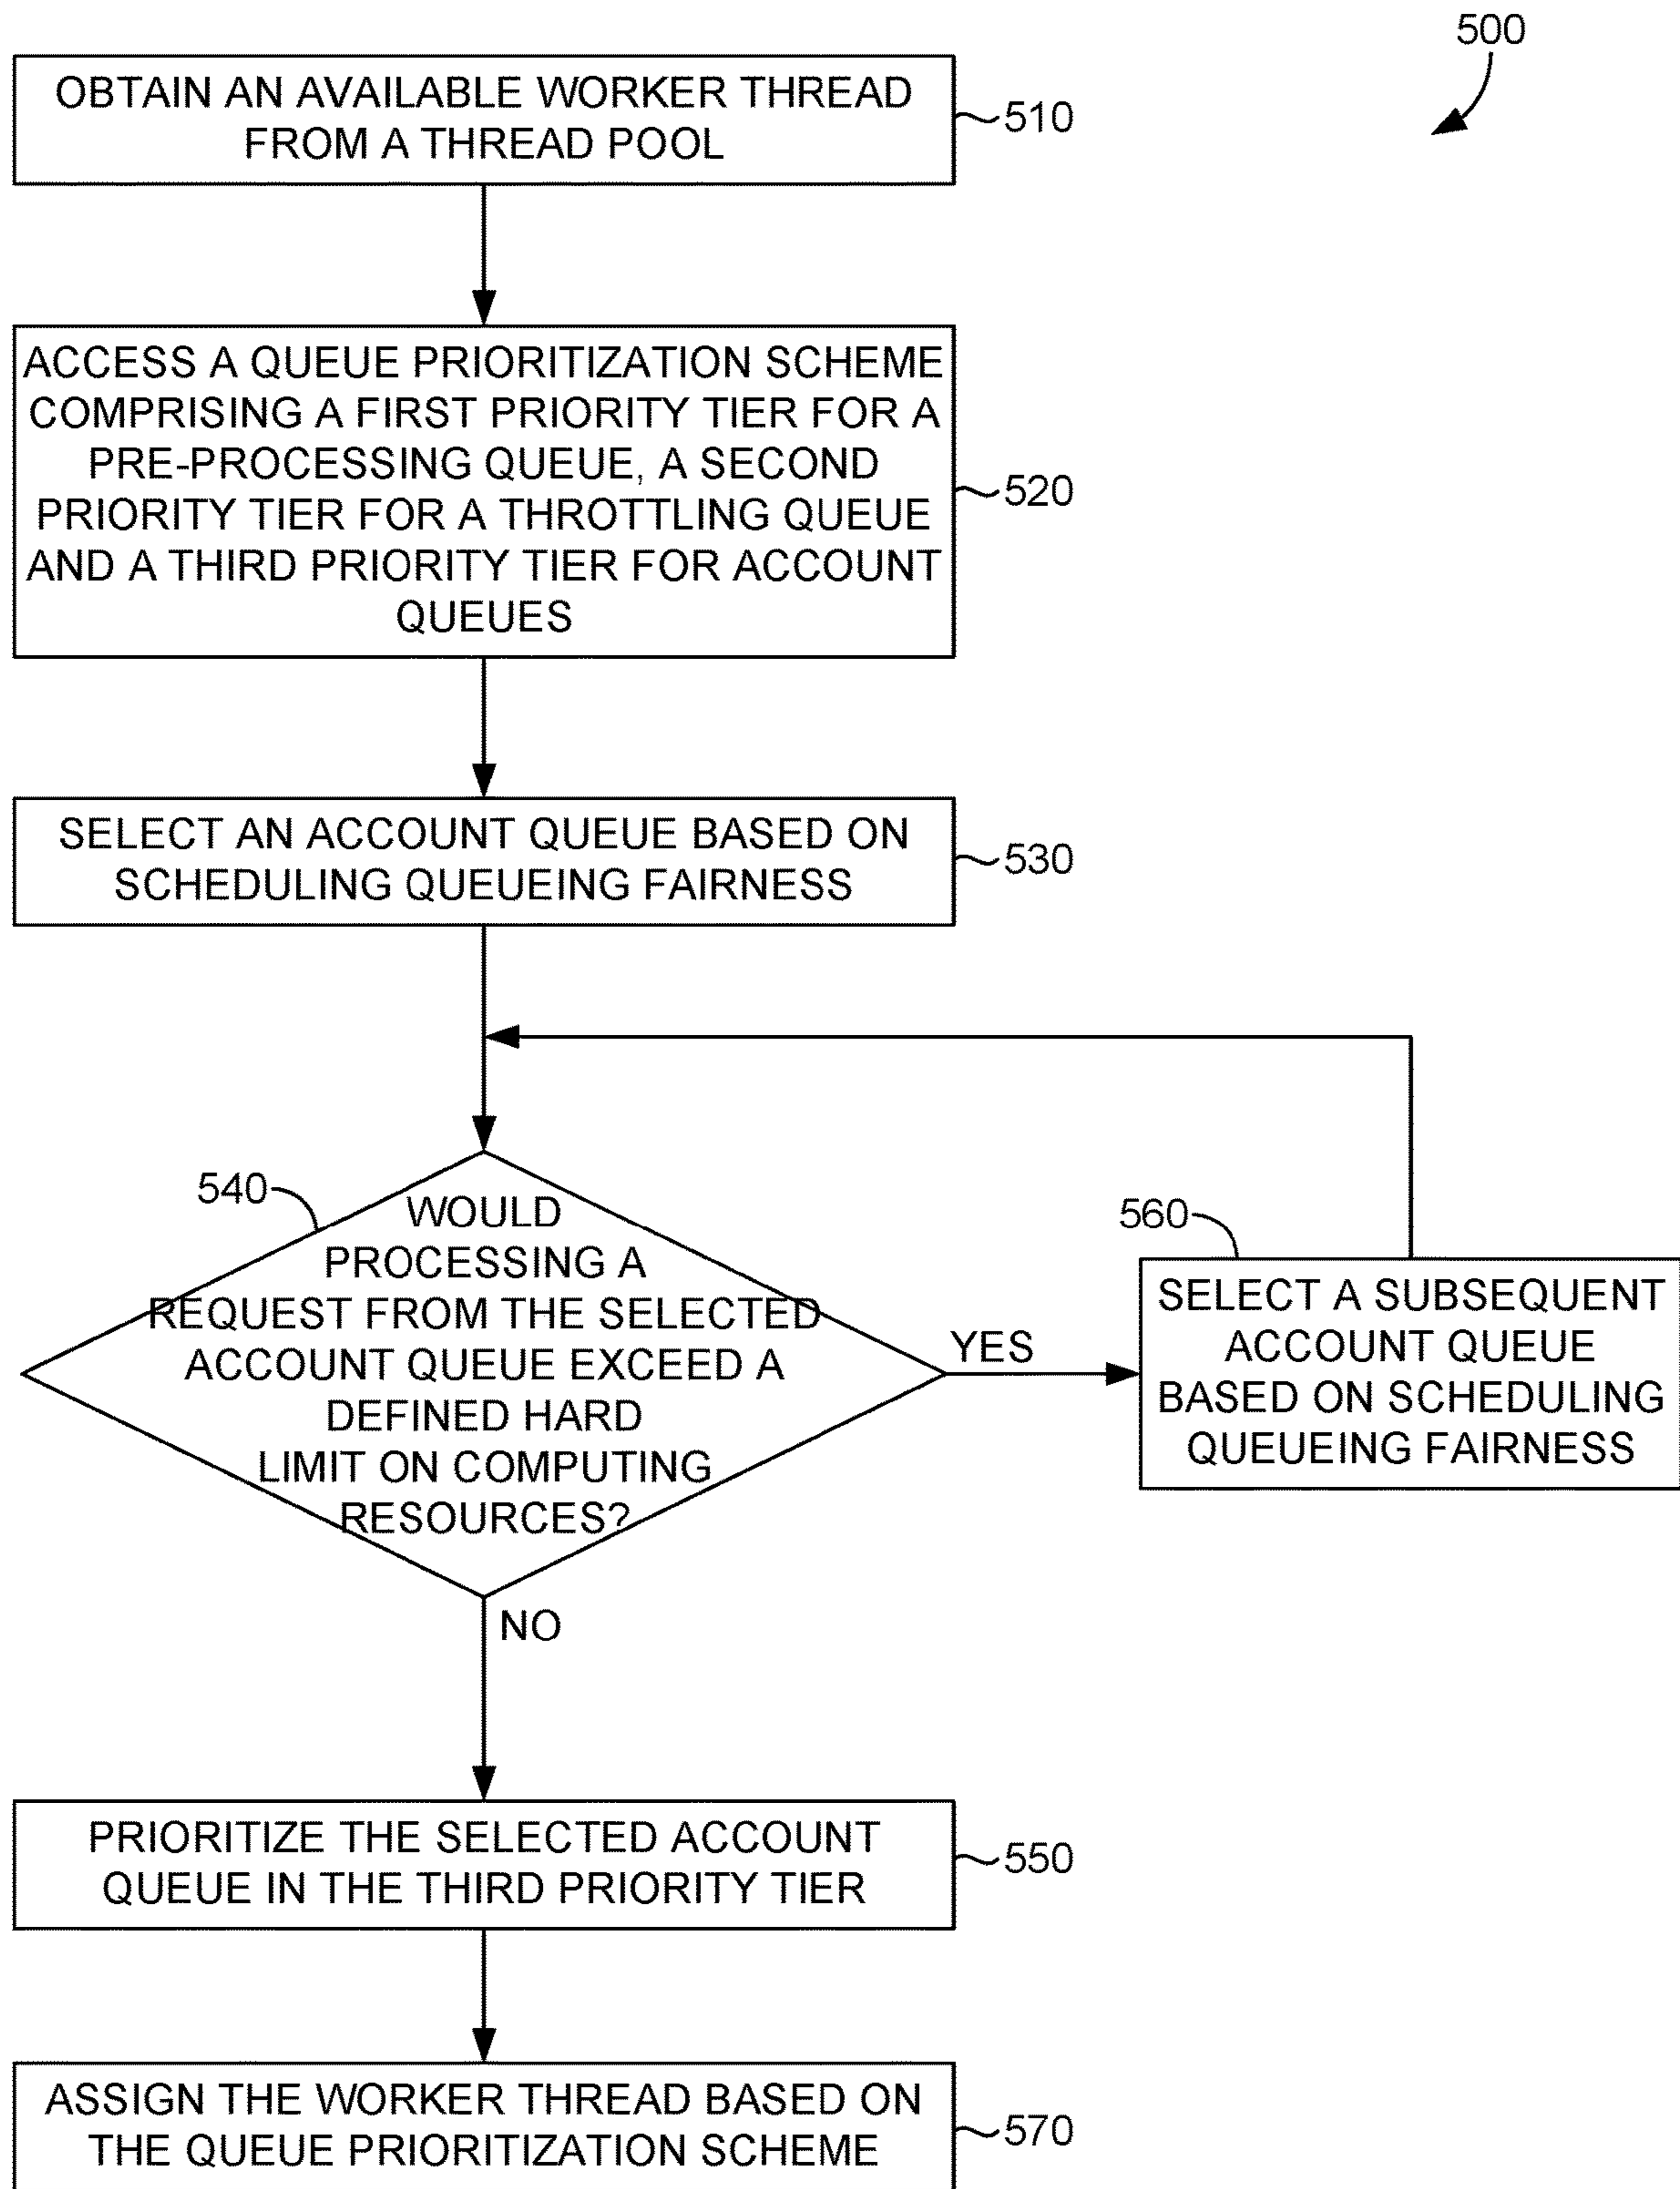 500
OBTAIN AN AVAILABLE WORKER THREAD
FROM A THREAD POOL
510
ACCESS A QUEUE PRIORITIZATION SCHEME
COMPRISING A FIRST PRIORITY TIER FOR A
PRE-PROCESSING QUEUE, A SECOND
PRIORITY TIER FOR A THROTTLING QUEUE
AND A THIRD PRIORITY TIER FOR ACCOUNT
QUEUES
520
SELECT AN ACCOUNT QUEUE BASED ON
SCHEDULING QUEUEING FAIRNESS
530
540
WOULD
PROCESSING A
REQUEST FROM THE SELECTED
ACCOUNT QUEUE EXCEED A
DEFINED HARD
LIMIT ON COMPUTING
RESOURCES?
YES
560
SELECT A SUBSEQUENT
ACCOUNT QUEUE
BASED ON SCHEDULING
QUEUEING FAIRNESS
NO
PRIORITIZE THE SELECTED ACCOUNT
QUEUE IN THE THIRD PRIORITY TIER
550
ASSIGN THE WORKER THREAD BASED ON
THE QUEUE PRIORITIZATION SCHEME
570